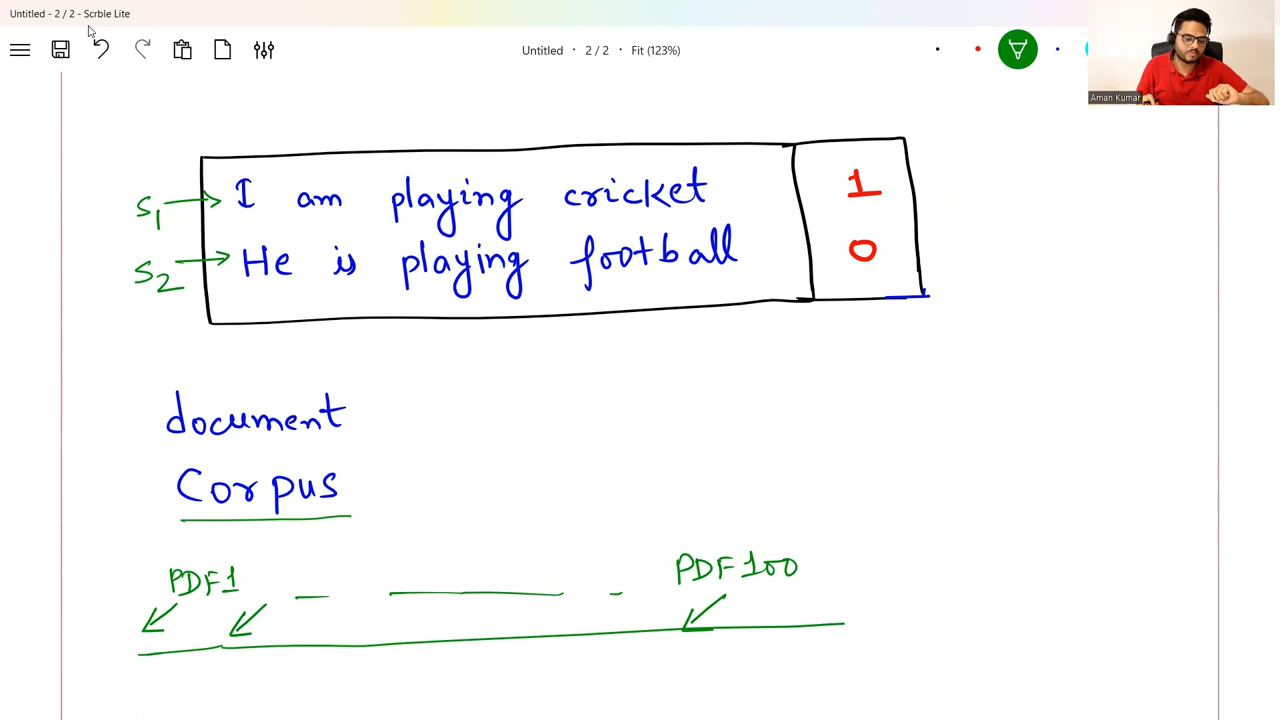 Untitled - 2 / 2 - Scrble Lite
Untitled • 2 / 2 • Fit (123%)
Aman Kumar
S1 → I am playing cricket 1
S2 → He is playing football 0
document
Corpus
PDF1 PDF100